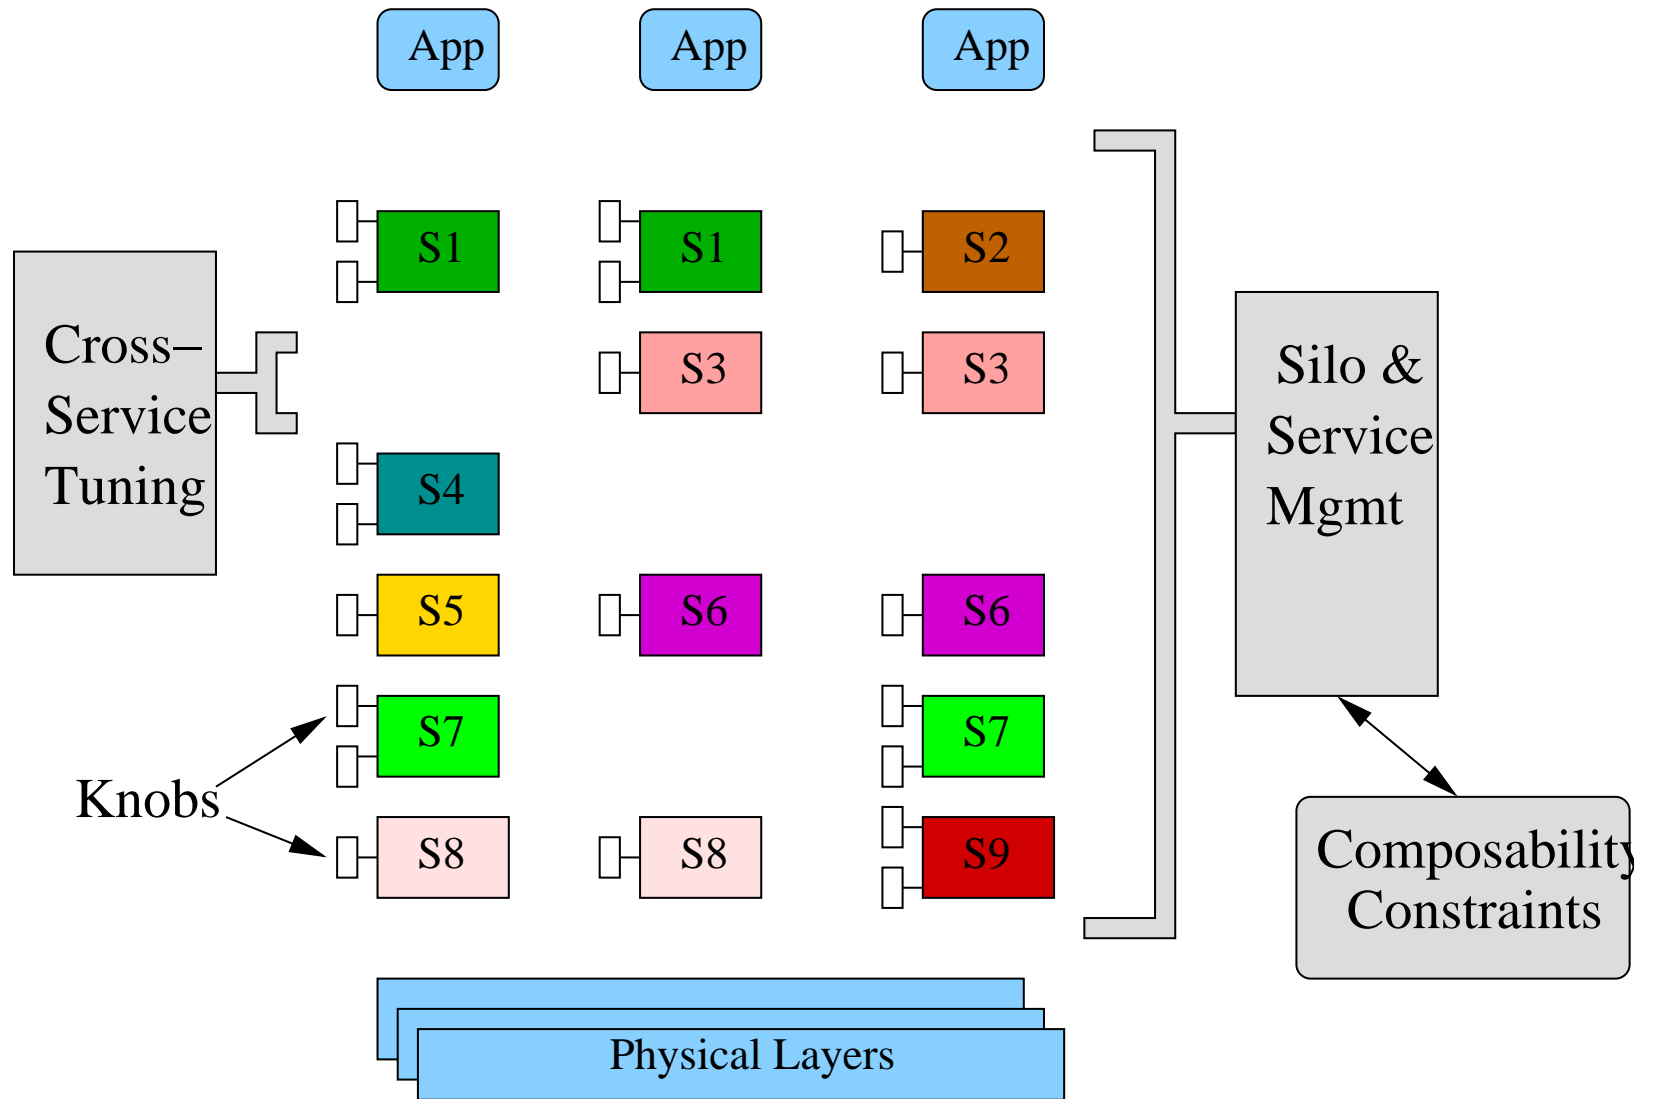 App App App
S1 S1 S2
Cross–
Service
Tuning
S3 S3
Silo &
Service
Mgmt
S4
S5 S6 S6
S7 S7
Knobs
S8 S8 S9
Composability
Constraints
Physical Layers